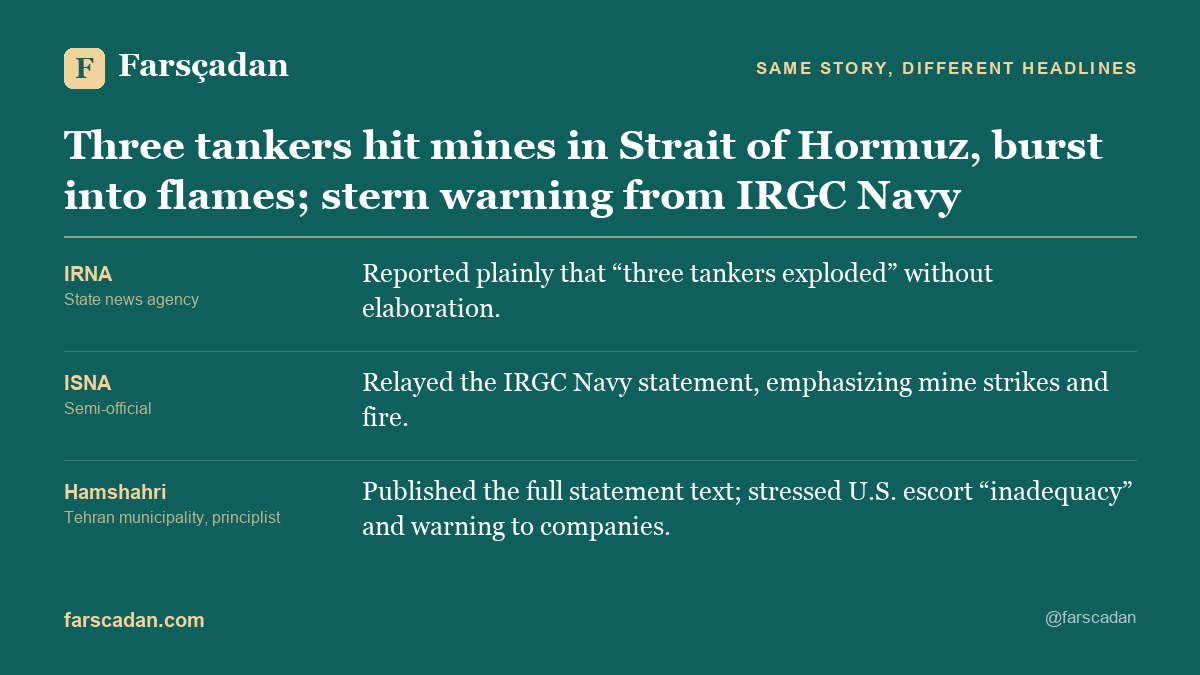 F Farsçadan
SAME STORY, DIFFERENT HEADLINES
Three tankers hit mines in Strait of Hormuz, burst
into flames; stern warning from IRGC Navy
IRNA
State news agency
Reported plainly that “three tankers exploded” without
elaboration.
ISNA
Semi-official
Relayed the IRGC Navy statement, emphasizing mine strikes and
fire.
Hamshahri
Tehran municipality, principlist
Published the full statement text; stressed U.S. escort “inadequacy”
and warning to companies.
farscadan.com
@farscadan